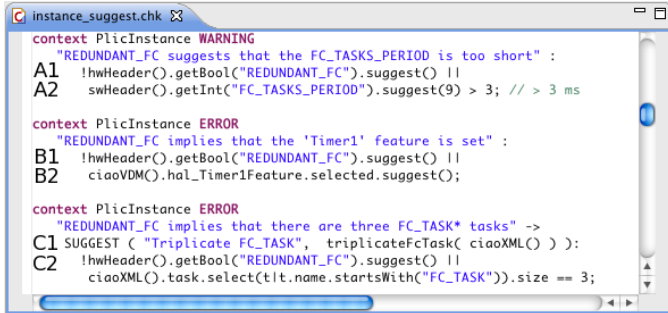 instance_suggest.chk
context PlicInstance WARNING
"REDUNDANT_FC suggests that the FC_TASKS_PERIOD is too short" :
A1 !hwHeader().getBool("REDUNDANT_FC").suggest() ||
A2 swHeader().getInt("FC_TASKS_PERIOD").suggest(9) > 3; // > 3 ms
context PlicInstance ERROR
"REDUNDANT_FC implies that the 'Timer1' feature is set" :
B1 !hwHeader().getBool("REDUNDANT_FC").suggest() ||
B2 ciaoVDM().hal_Timer1Feature.selected.suggest();
context PlicInstance ERROR
"REDUNDANT_FC implies that there are three FC_TASK* tasks" ->
C1 SUGGEST ( "Triplicate FC_TASK", triplicateFcTask( ciaoXML() ) ):
C2 !hwHeader().getBool("REDUNDANT_FC").suggest() ||
ciaoXML().task.select(t|t.name.startsWith("FC_TASK")).size == 3;